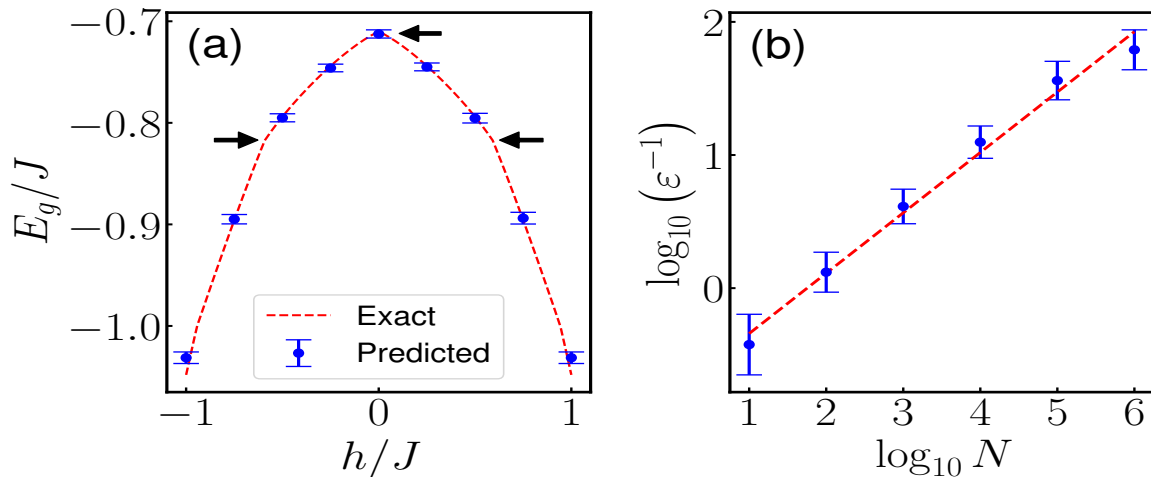 (a)
−0.7
−0.8
−0.9
−1.0
E_g/J
Exact
Predicted
−1 0 1
h/J
(b)
2
1
0
log₁₀ (ε⁻¹)
1 2 3 4 5 6
log₁₀ N